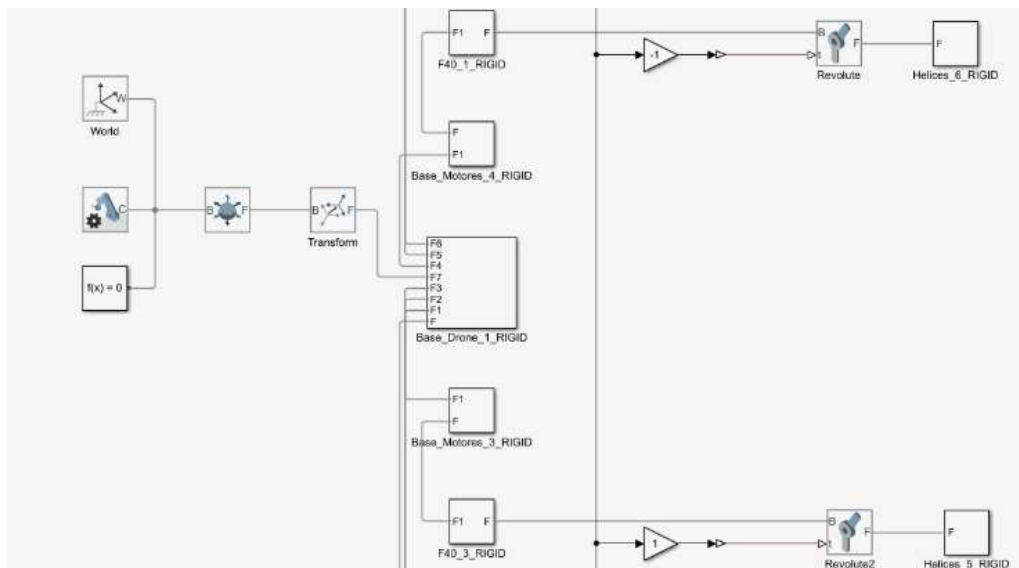 F1 F
F40_1_RIGID
-1
B F
t
Revolute
F
Helices_6_RIGID
W
World
F
F1
Base_Motores_4_RIGID
C
B F
B F
Transform
F6
F5
F4
F7
F3
F2
F1
F
Base_Drone_1_RIGID
f(x) = 0
F1
F
Base_Motores_3_RIGID
F1 F
F40_3_RIGID
1
B F
t
Revolute2
F
Helices_5_RIGID